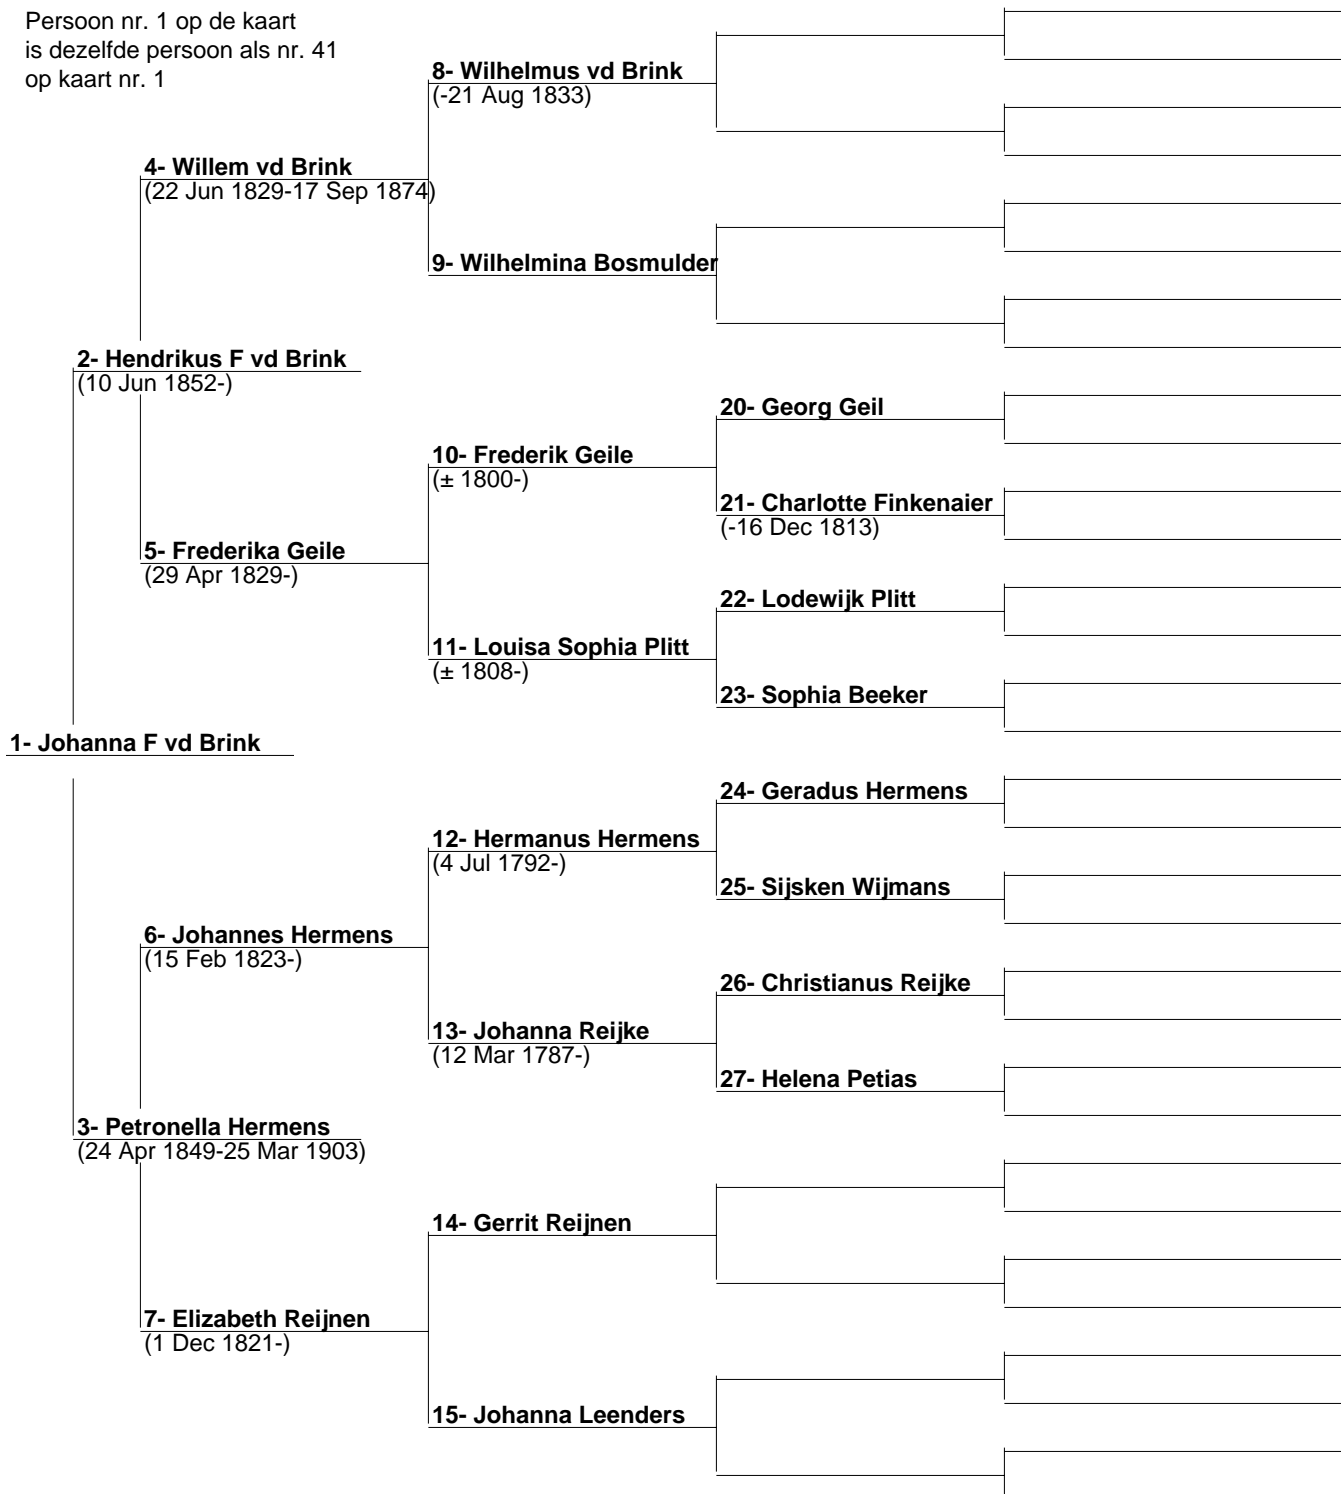 Persoon nr. 1 op de kaart
is dezelfde persoon als nr. 41
op kaart nr. 1
8- Wilhelmus vd Brink
(-21 Aug 1833)
4- Willem vd Brink
(22 Jun 1829-17 Sep 1874)
9- Wilhelmina Bosmulder
2- Hendrikus F vd Brink
(10 Jun 1852-)
20- Georg Geil
10- Frederik Geile
(± 1800-)
21- Charlotte Finkenaier
(-16 Dec 1813)
5- Frederika Geile
(29 Apr 1829-)
22- Lodewijk Plitt
11- Louisa Sophia Plitt
(± 1808-)
23- Sophia Beeker
1- Johanna F vd Brink
24- Geradus Hermens
12- Hermanus Hermens
(4 Jul 1792-)
25- Sijsken Wijmans
6- Johannes Hermens
(15 Feb 1823-)
26- Christianus Reijke
13- Johanna Reijke
(12 Mar 1787-)
27- Helena Petias
3- Petronella Hermens
(24 Apr 1849-25 Mar 1903)
14- Gerrit Reijnen
7- Elizabeth Reijnen
(1 Dec 1821-)
15- Johanna Leenders